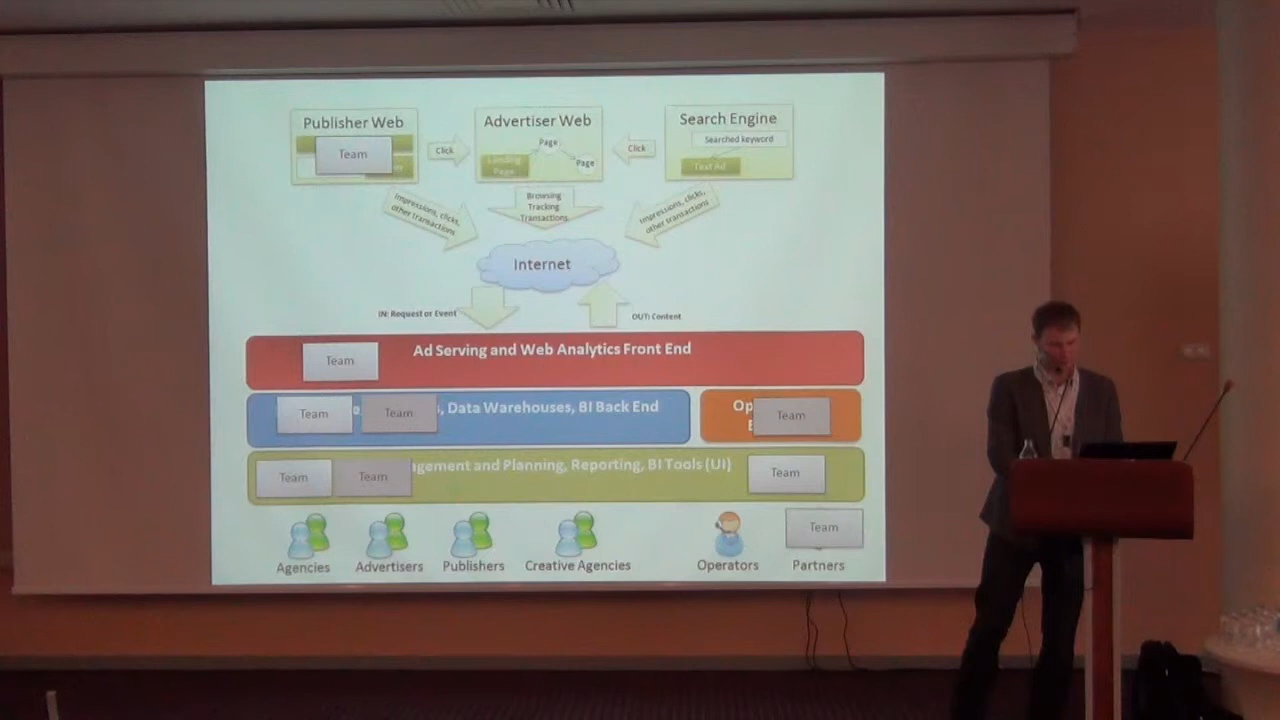 Publisher Web
Advertiser Web
Search Engine
Team
Click
Page
Page
Landing
Page
Click
Searched keyword
Text Ad
Impressions, clicks,
other transactions
Browsing
Tracking
Transactions
Impressions, clicks,
other transactions
Internet
IN: Request or Event
OUT: Content
Team
Ad Serving and Web Analytics Front End
Team
Team
, Data Warehouses, BI Back End
Op
Team
Team
Team
gement and Planning, Reporting, BI Tools (UI)
Team
Team
Agencies
Advertisers
Publishers
Creative Agencies
Operators
Partners